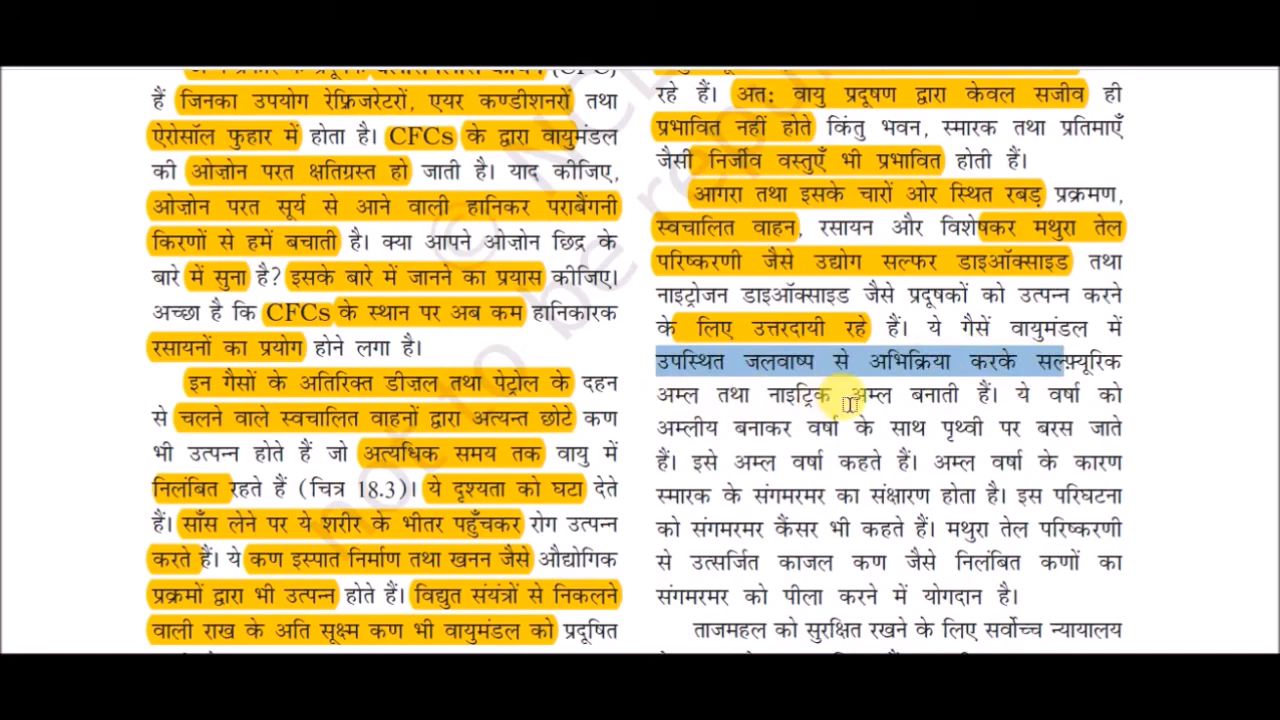 (CFC)
हैं जिनका उपयोग रेफ्रिजरेटरों, एयर कण्डीशनरों तथा
ऐरोसॉल फुहार में होता है। CFCs के द्वारा वायुमंडल
की ओज़ोन परत क्षतिग्रस्त हो जाती है। याद कीजिए,
ओज़ोन परत सूर्य से आने वाली हानिकर पराबैंगनी
किरणों से हमें बचाती है। क्या आपने ओज़ोन छिद्र के
बारे में सुना है? इसके बारे में जानने का प्रयास कीजिए।
अच्छा है कि CFCs के स्थान पर अब कम हानिकारक
रसायनों का प्रयोग होने लगा है।
इन गैसों के अतिरिक्त डीज़ल तथा पेट्रोल के दहन
से चलने वाले स्वचालित वाहनों द्वारा अत्यन्त छोटे कण
भी उत्पन्न होते हैं जो अत्यधिक समय तक वायु में
निलंबित रहते हैं (चित्र 18.3)। ये दृश्यता को घटा देते
हैं। साँस लेने पर ये शरीर के भीतर पहुँचकर रोग उत्पन्न
करते हैं। ये कण इस्पात निर्माण तथा खनन जैसे औद्योगिक
प्रक्रमों द्वारा भी उत्पन्न होते हैं। विद्युत संयंत्रों से निकलने
वाली राख के अति सूक्ष्म कण भी वायुमंडल को प्रदूषित
रहे हैं। अत: वायु प्रदूषण द्वारा केवल सजीव ही
प्रभावित नहीं होते किंतु भवन, स्मारक तथा प्रतिमाएँ
जैसी निर्जीव वस्तुएँ भी प्रभावित होती हैं।
आगरा तथा इसके चारों ओर स्थित रबड़ प्रक्रमण,
स्वचालित वाहन, रसायन और विशेषकर मथुरा तेल
परिष्करणी जैसे उद्योग सल्फर डाइऑक्साइड तथा
नाइट्रोजन डाइऑक्साइड जैसे प्रदूषकों को उत्पन्न करने
के लिए उत्तरदायी रहे हैं। ये गैसें वायुमंडल में
उपस्थित जलवाष्प से अभिक्रिया करके सल्फ़्यूरिक
अम्ल तथा नाइट्रिक अम्ल बनाती हैं। ये वर्षा को
अम्लीय बनाकर वर्षा के साथ पृथ्वी पर बरस जाते
हैं। इसे अम्ल वर्षा कहते हैं। अम्ल वर्षा के कारण
स्मारक के संगमरमर का संक्षारण होता है। इस परिघटना
को संगमरमर कैंसर भी कहते हैं। मथुरा तेल परिष्करणी
से उत्सर्जित काजल कण जैसे निलंबित कणों का
संगमरमर को पीला करने में योगदान है।
ताजमहल को सुरक्षित रखने के लिए सर्वोच्च न्यायालय